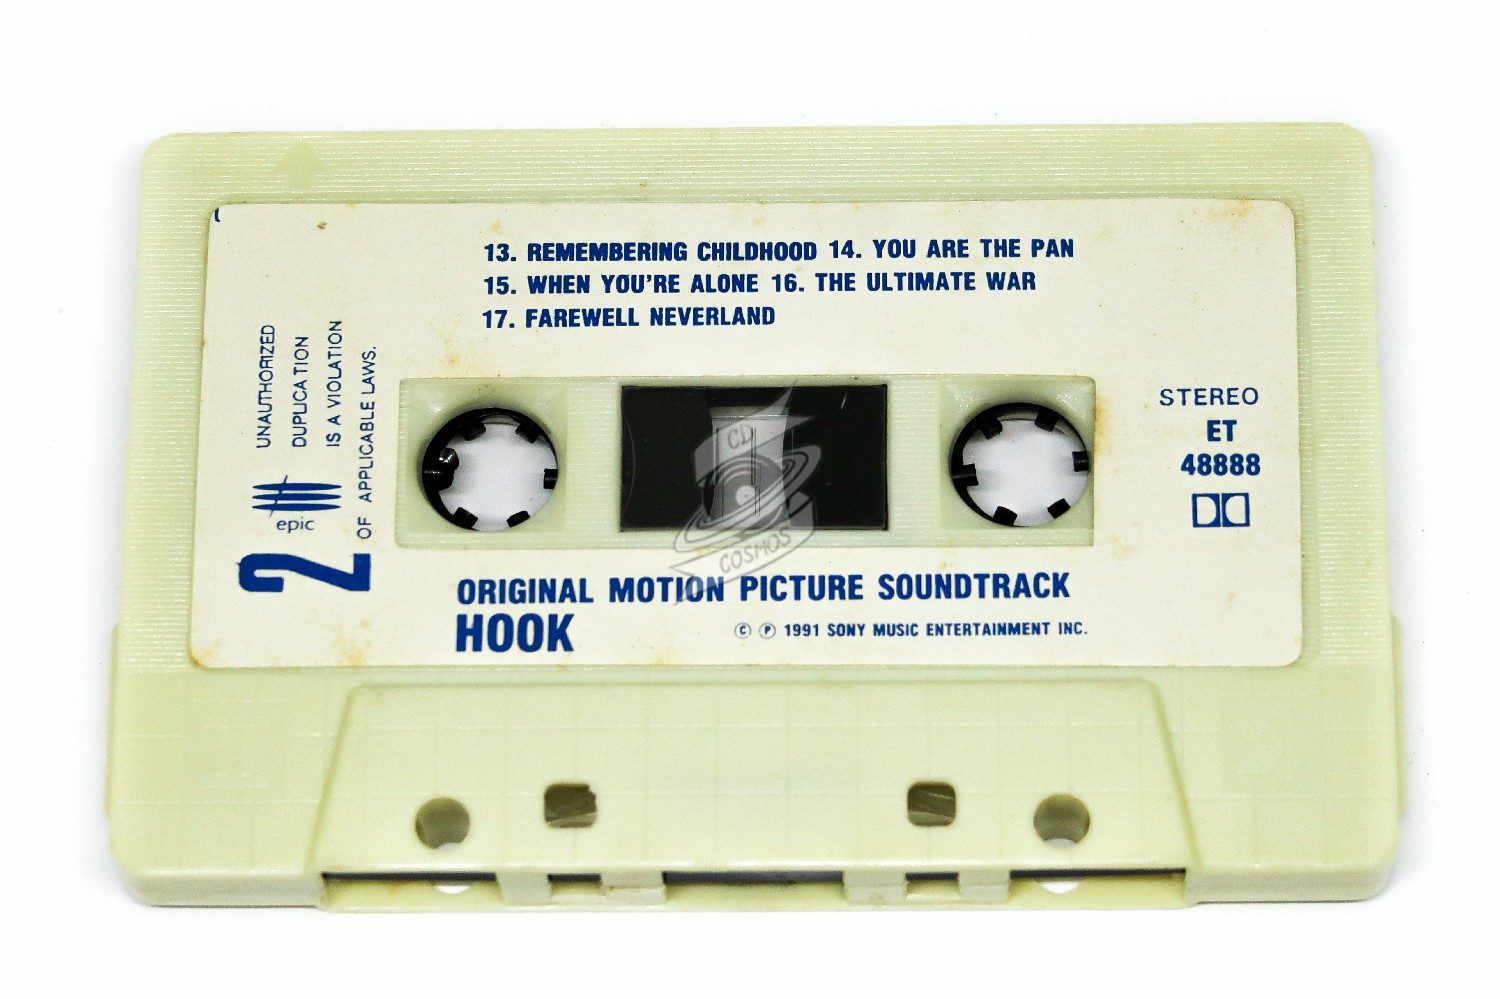 13. REMEMBERING CHILDHOOD 14. YOU ARE THE PAN
15. WHEN YOU'RE ALONE 16. THE ULTIMATE WAR
17. FAREWELL NEVERLAND
UNAUTHORIZED
DUPLICATION
IS A VIOLATION
OF APPLICABLE LAWS.
epic
2
STEREO
ET
48888
CD
COSMOS
ORIGINAL MOTION PICTURE SOUNDTRACK
HOOK
© ℗ 1991 SONY MUSIC ENTERTAINMENT INC.